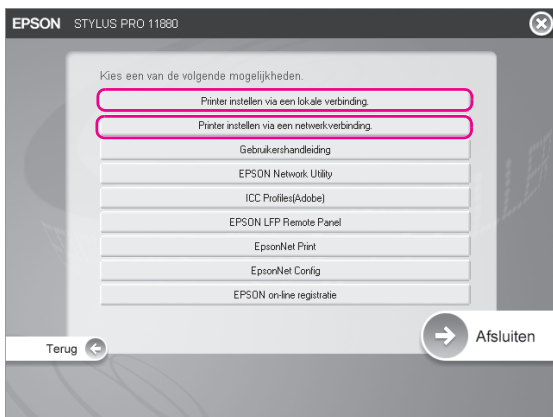 EPSON STYLUS PRO 11880
Kies een van de volgende mogelijkheden.
Printer instellen via een lokale verbinding.
Printer instellen via een netwerkverbinding.
Gebruikershandleiding
EPSON Network Utility
ICC Profiles(Adobe)
EPSON LFP Remote Panel
EpsonNet Print
EpsonNet Config
EPSON on-line registratie
Terug
Afsluiten